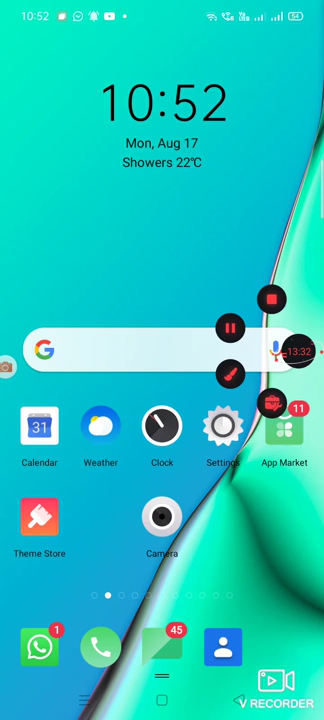 10:52
54
10:52
Mon, Aug 17
Showers 22℃
13:32
31
11
Calendar
Weather
Clock
Settings
App Market
Theme Store
Camera
1
45
V RECORDER